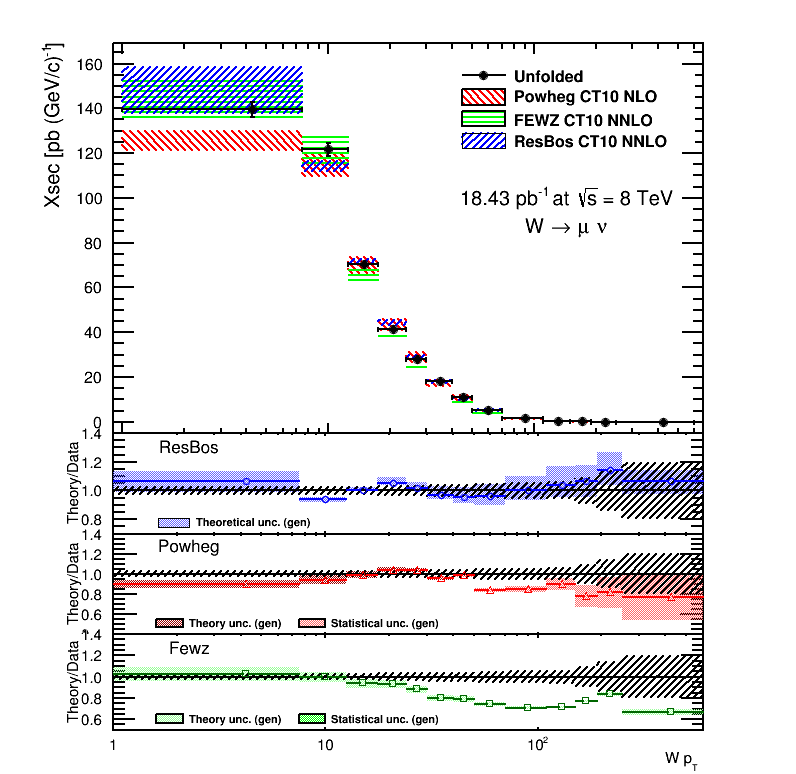 Xsec [pb (GeV/c)⁻¹]
160
140
120
100
80
60
40
20
0
Unfolded
Powheg CT10 NLO
FEWZ CT10 NNLO
ResBos CT10 NNLO
18.43 pb⁻¹ at √s = 8 TeV
W → μ ν
Theory/Data
1.4
1.2
1.0
0.8
ResBos
Theoretical unc. (gen)
Theory/Data
1.4
1.2
1.0
0.8
0.6
Powheg
Theory unc. (gen) Statistical unc. (gen)
Theory/Data
1.4
1.2
1.0
0.8
0.6
Fewz
Theory unc. (gen) Statistical unc. (gen)
1 10 10²
W p_T